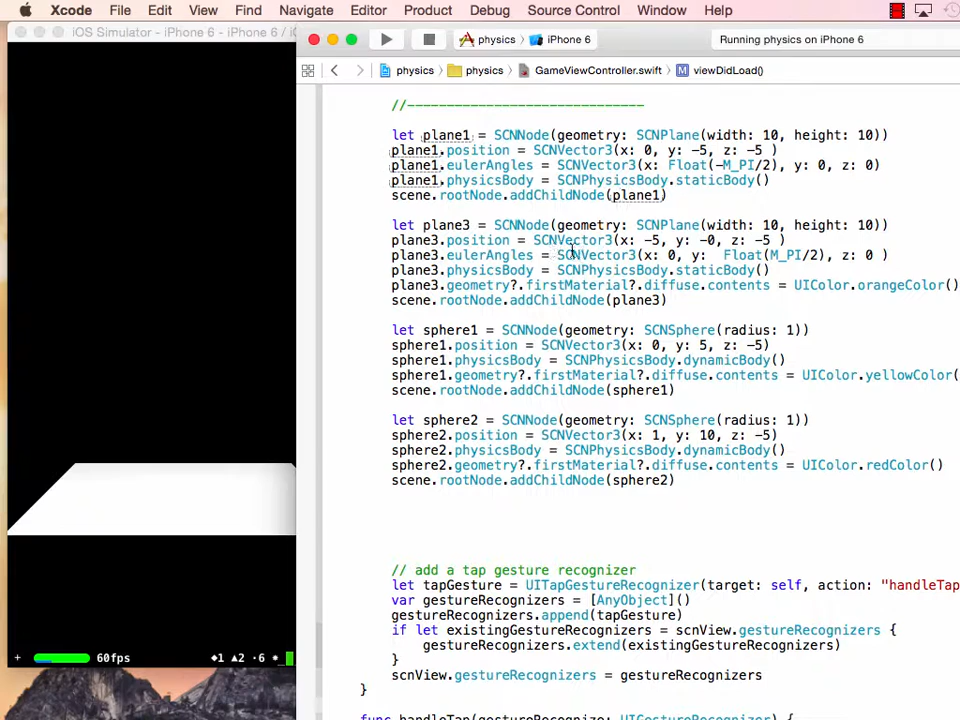 Xcode File Edit View Find Navigate Editor Product Debug Source Control Window Help
iOS Simulator - iPhone 6 - iPhone 6 / iO
physics iPhone 6 Running physics on iPhone 6
physics physics GameViewController.swift M viewDidLoad()
//------------------------------
let plane1 = SCNNode(geometry: SCNPlane(width: 10, height: 10))
plane1.position = SCNVector3(x: 0, y: -5, z: -5 )
plane1.eulerAngles = SCNVector3(x: Float(-M_PI/2), y: 0, z: 0)
plane1.physicsBody = SCNPhysicsBody.staticBody()
scene.rootNode.addChildNode(plane1)
let plane3 = SCNNode(geometry: SCNPlane(width: 10, height: 10))
plane3.position = SCNVector3(x: -5, y: -0, z: -5 )
plane3.eulerAngles = SCNVector3(x: 0, y:  Float(M_PI/2), z: 0 )
plane3.physicsBody = SCNPhysicsBody.staticBody()
plane3.geometry?.firstMaterial?.diffuse.contents = UIColor.orangeColor()
scene.rootNode.addChildNode(plane3)
let sphere1 = SCNNode(geometry: SCNSphere(radius: 1))
sphere1.position = SCNVector3(x: 0, y: 5, z: -5)
sphere1.physicsBody = SCNPhysicsBody.dynamicBody()
sphere1.geometry?.firstMaterial?.diffuse.contents = UIColor.yellowColor(
scene.rootNode.addChildNode(sphere1)
let sphere2 = SCNNode(geometry: SCNSphere(radius: 1))
sphere2.position = SCNVector3(x: 1, y: 10, z: -5)
sphere2.physicsBody = SCNPhysicsBody.dynamicBody()
sphere2.geometry?.firstMaterial?.diffuse.contents = UIColor.redColor()
scene.rootNode.addChildNode(sphere2)
// add a tap gesture recognizer
let tapGesture = UITapGestureRecognizer(target: self, action: "handleTap
var gestureRecognizers = [AnyObject]()
gestureRecognizers.append(tapGesture)
if let existingGestureRecognizers = scnView.gestureRecognizers {
gestureRecognizers.extend(existingGestureRecognizers)
}
scnView.gestureRecognizers = gestureRecognizers
}
func handleTap(gestureRecognize: UIGestureRecognizer) {
+ 60fps ◆1 ▲2 ·6 ✷